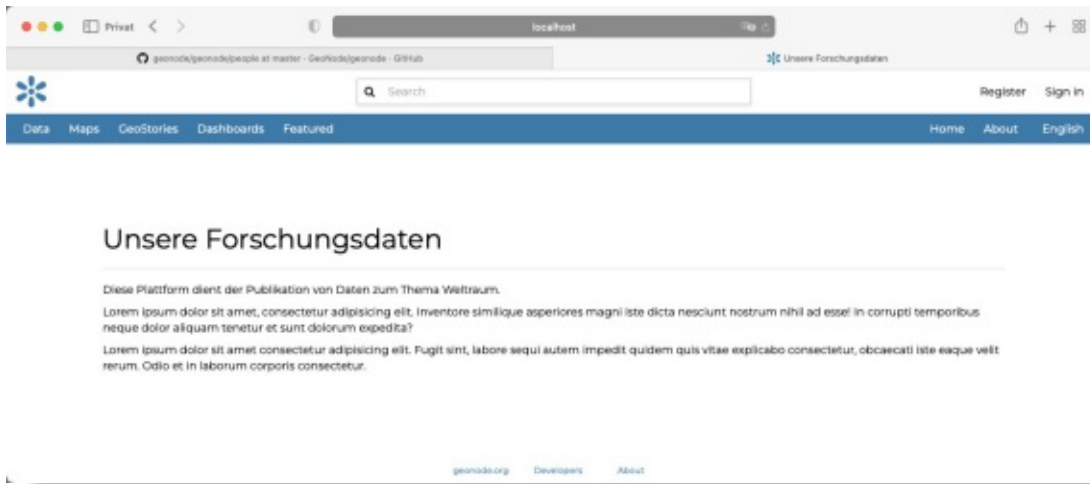 Privat
localhost
geonode/geonode/people at master · GeoNode/geonode · GitHub
Unsere Forschungsdaten
Search
Register Sign in
Data Maps GeoStories Dashboards Featured
Home About English
Unsere Forschungsdaten
Diese Plattform dient der Publikation von Daten zum Thema Weltraum.
Lorem ipsum dolor sit amet, consectetur adipisicing elit. Inventore similique asperiores magni iste dicta nesciunt nostrum nihil ad esse! In corrupti temporibus
neque dolor aliquam tenetur et sunt dolorum expedita?
Lorem ipsum dolor sit amet consectetur adipisicing elit. Fugit sint, labore sequi autem impedit quidem quis vitae explicabo consectetur, obcaecati iste eaque velit
rerum. Odio et in laborum corporis consectetur.
geonode.org Developers About